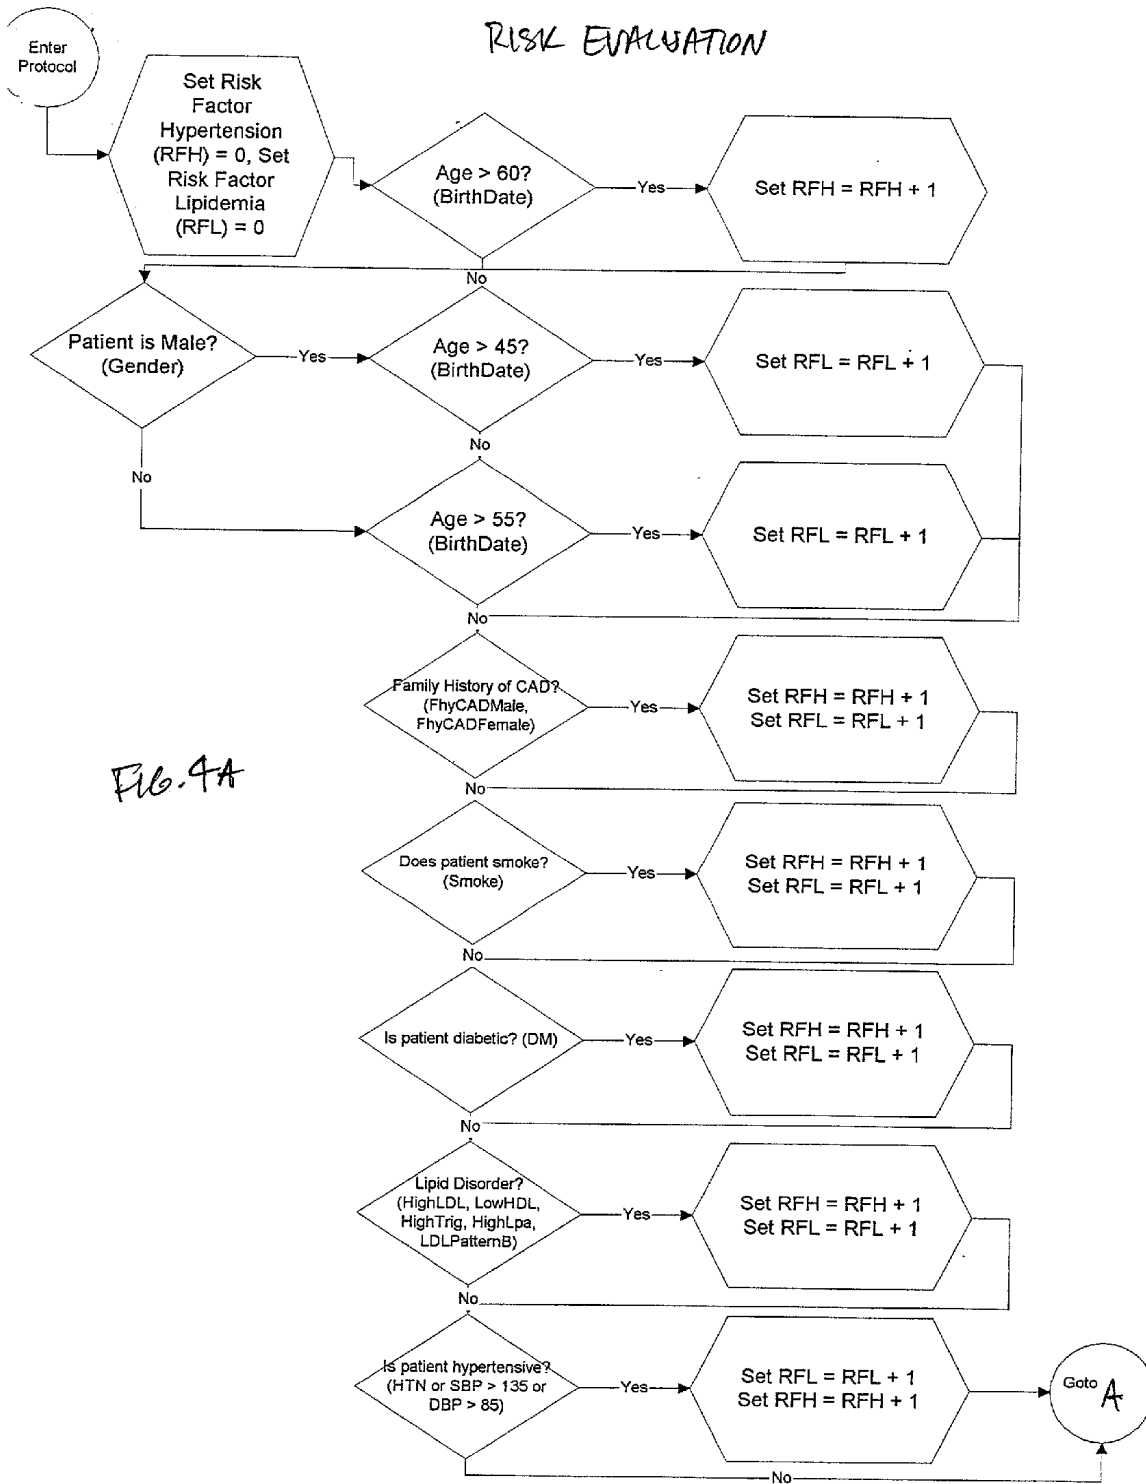 RISK EVALUATION
Enter
Protocol
Set Risk
Factor
Hypertension
(RFH) = 0, Set
Risk Factor
Lipidemia
(RFL) = 0
Age > 60?
(BirthDate)
Yes
Set RFH = RFH + 1
No
Patient is Male?
(Gender)
Yes
Age > 45?
(BirthDate)
Yes
Set RFL = RFL + 1
No
No
Age > 55?
(BirthDate)
Yes
Set RFL = RFL + 1
No
Family History of CAD?
(FhyCADMale,
FhyCADFemale)
Yes
Set RFH = RFH + 1
Set RFL = RFL + 1
No
FIG. 4A
Does patient smoke?
(Smoke)
Yes
Set RFH = RFH + 1
Set RFL = RFL + 1
No
Is patient diabetic? (DM)
Yes
Set RFH = RFH + 1
Set RFL = RFL + 1
No
Lipid Disorder?
(HighLDL, LowHDL,
HighTrig, HighLpa,
LDLPatternB)
Yes
Set RFH = RFH + 1
Set RFL = RFL + 1
No
Is patient hypertensive?
(HTN or SBP > 135 or
DBP > 85)
Yes
Set RFL = RFL + 1
Set RFH = RFH + 1
Goto A
No